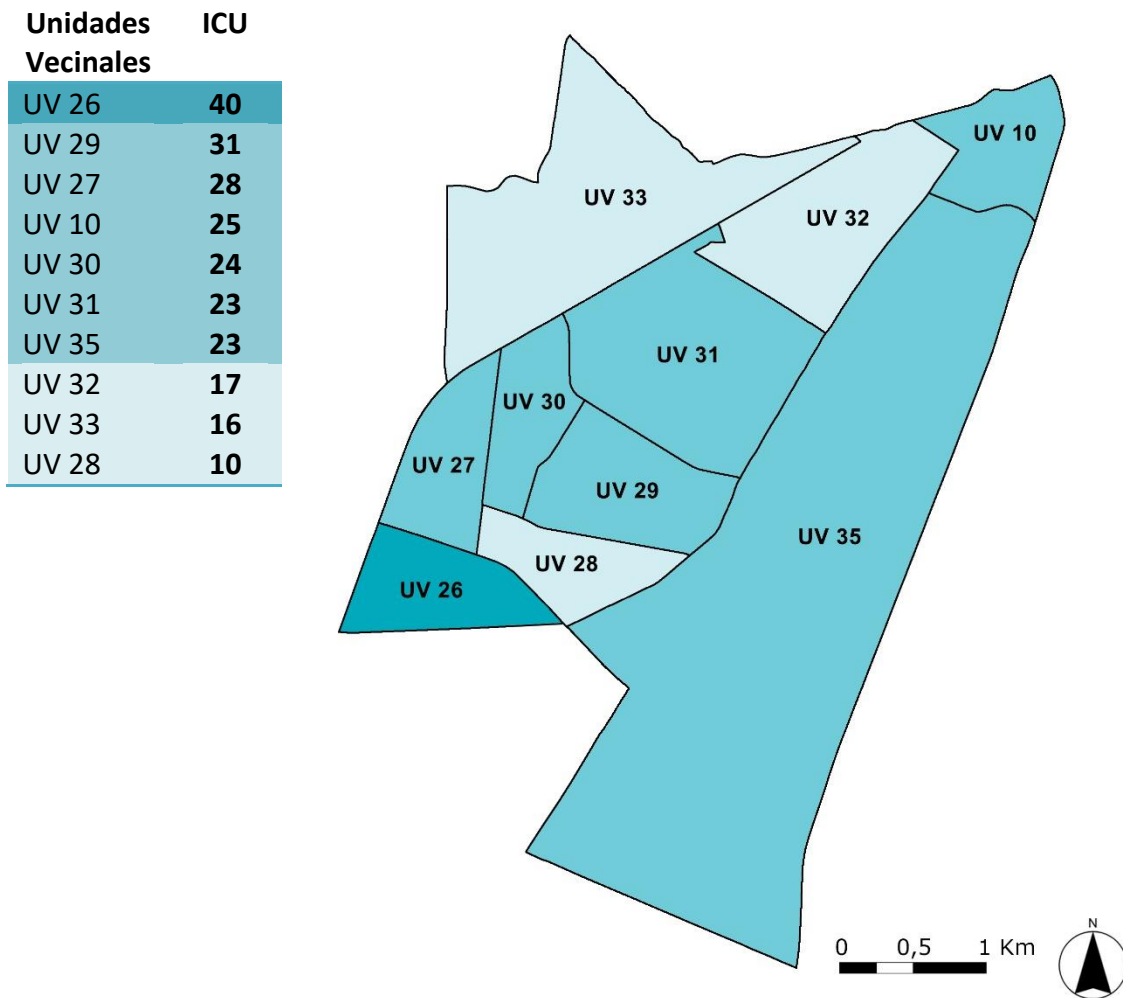 Unidades Vecinales ICU
UV 26 40
UV 29 31
UV 27 28
UV 10 25
UV 30 24
UV 31 23
UV 35 23
UV 32 17
UV 33 16
UV 28 10
UV 10
UV 33
UV 32
UV 31
UV 30
UV 27
UV 29
UV 35
UV 28
UV 26
0 0,5 1 Km
N